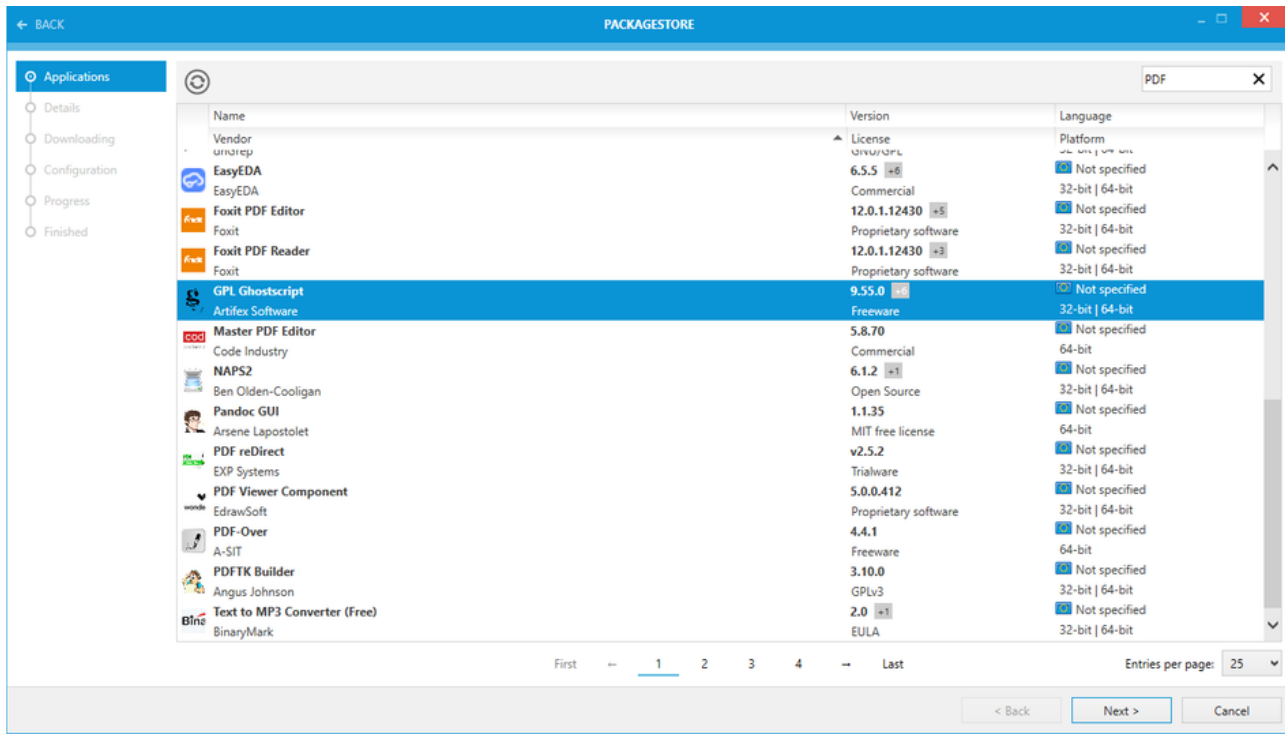 ← BACK
PACKAGESTORE
Applications
Details
Downloading
Configuration
Progress
Finished
PDF
Name Version Language
Vendor License Platform
EasyEDA 6.5.5 +6 Not specified
EasyEDA Commercial 32-bit | 64-bit
Foxit PDF Editor 12.0.1.12430 +5 Not specified
Foxit Proprietary software 32-bit | 64-bit
Foxit PDF Reader 12.0.1.12430 +3 Not specified
Foxit Proprietary software 32-bit | 64-bit
GPL Ghostscript 9.55.0 +6 Not specified
Artifex Software Freeware 32-bit | 64-bit
Master PDF Editor 5.8.70 Not specified
Code Industry Commercial 64-bit
NAPS2 6.1.2 +1 Not specified
Ben Olden-Cooligan Open Source 32-bit | 64-bit
Pandoc GUI 1.1.35 Not specified
Arsene Lapostolet MIT free license 64-bit
PDF reDirect v2.5.2 Not specified
EXP Systems Trialware 32-bit | 64-bit
PDF Viewer Component 5.0.0.412 Not specified
EdrawSoft Proprietary software 32-bit | 64-bit
PDF-Over 4.4.1 Not specified
A-SIT Freeware 64-bit
PDFTK Builder 3.10.0 Not specified
Angus Johnson GPLv3 32-bit | 64-bit
Text to MP3 Converter (Free) 2.0 +1 Not specified
BinaryMark EULA 32-bit | 64-bit
First ← 1 2 3 4 → Last
Entries per page: 25
< Back Next > Cancel